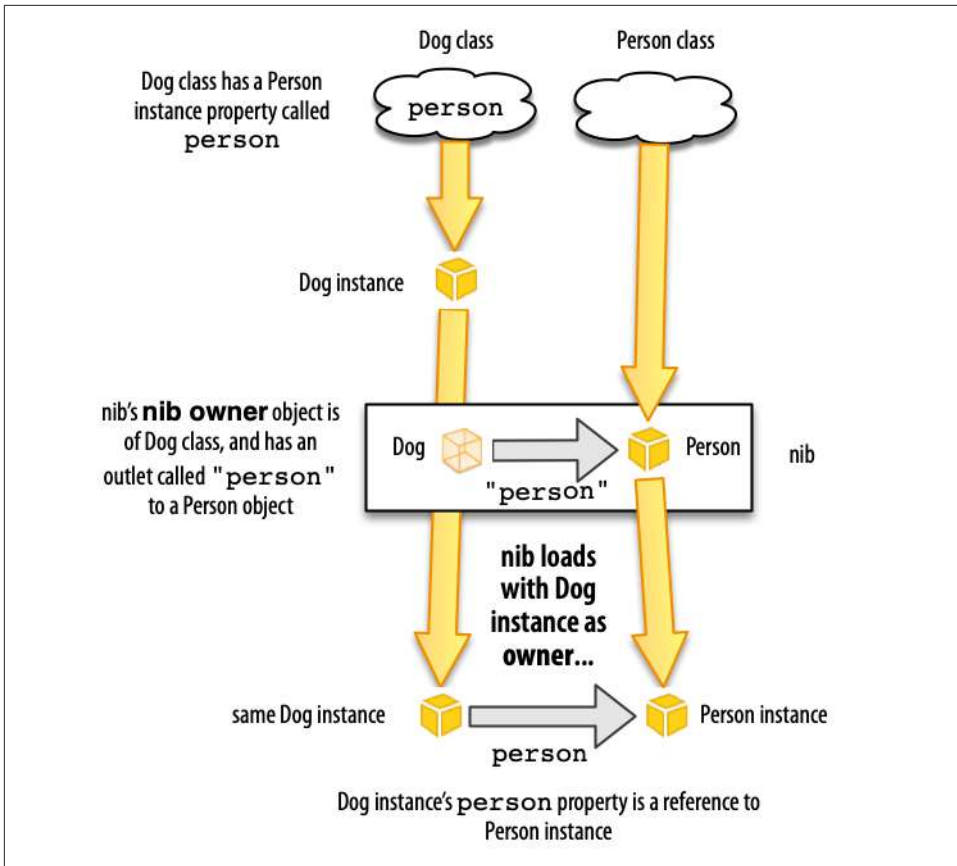 Dog class
Person class
Dog class has a Person
instance property called
person
person
Dog instance
nib's nib owner object is
of Dog class, and has an
outlet called "person"
to a Person object
Dog
Person
"person"
nib
nib loads
with Dog
instance as
owner...
same Dog instance
Person instance
person
Dog instance's person property is a reference to
Person instance